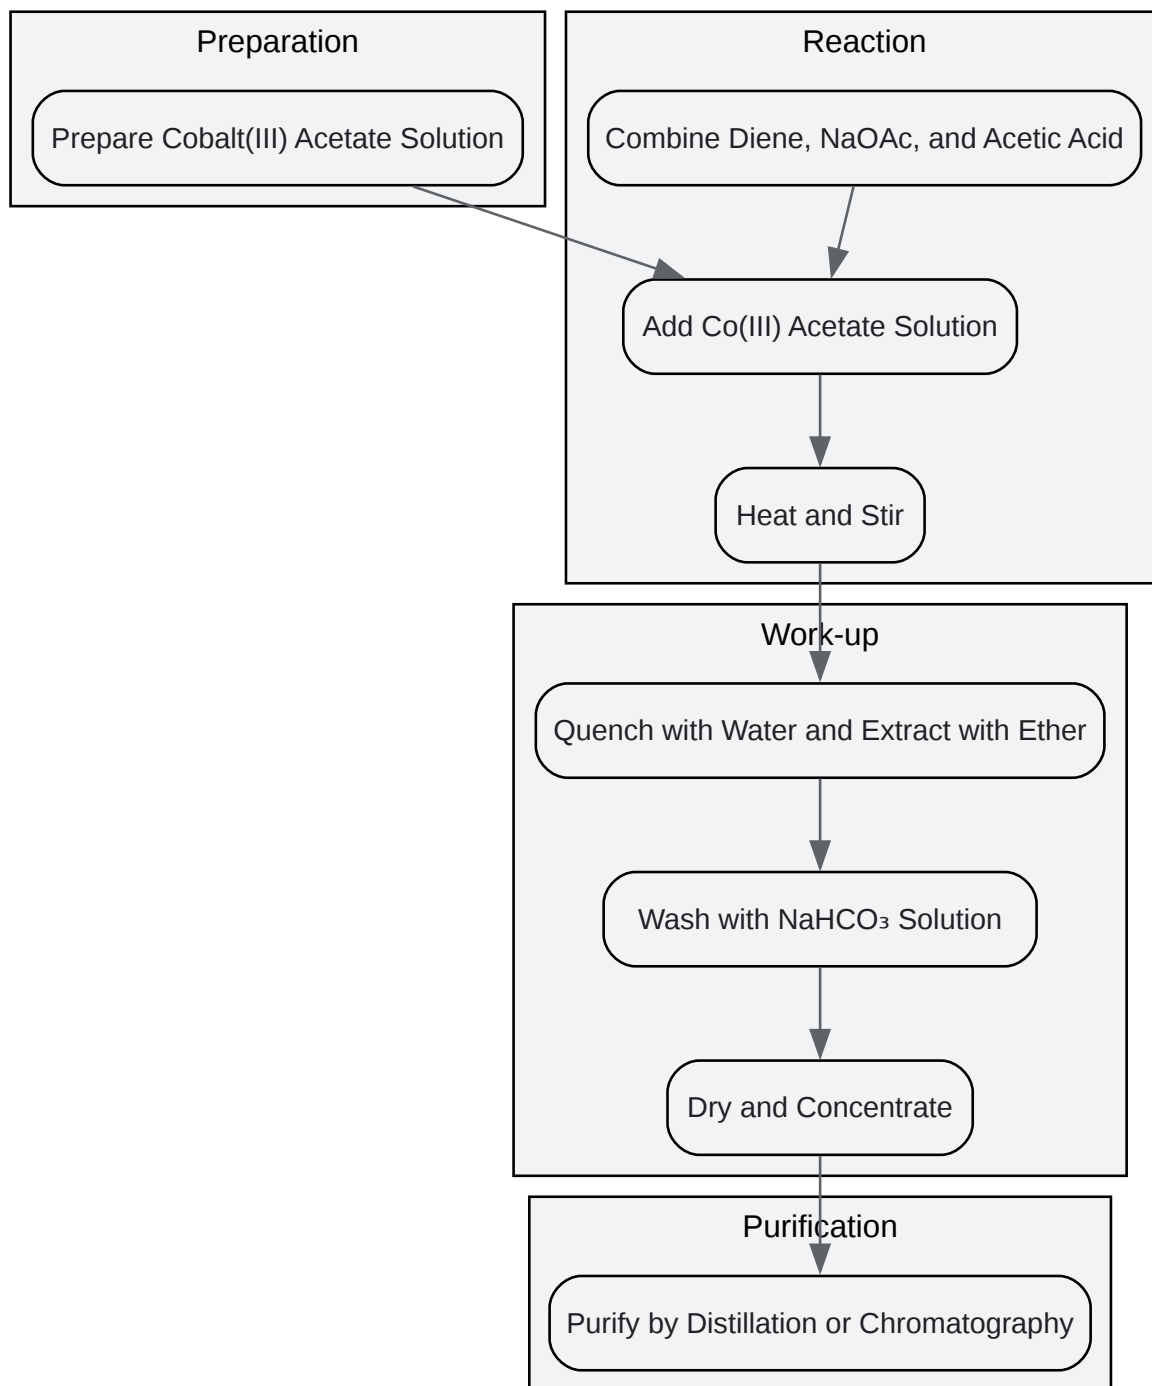 Preparation
Prepare Cobalt(III) Acetate Solution
Reaction
Combine Diene, NaOAc, and Acetic Acid
Add Co(III) Acetate Solution
Heat and Stir
Work-up
Quench with Water and Extract with Ether
Wash with NaHCO₃ Solution
Dry and Concentrate
Purification
Purify by Distillation or Chromatography